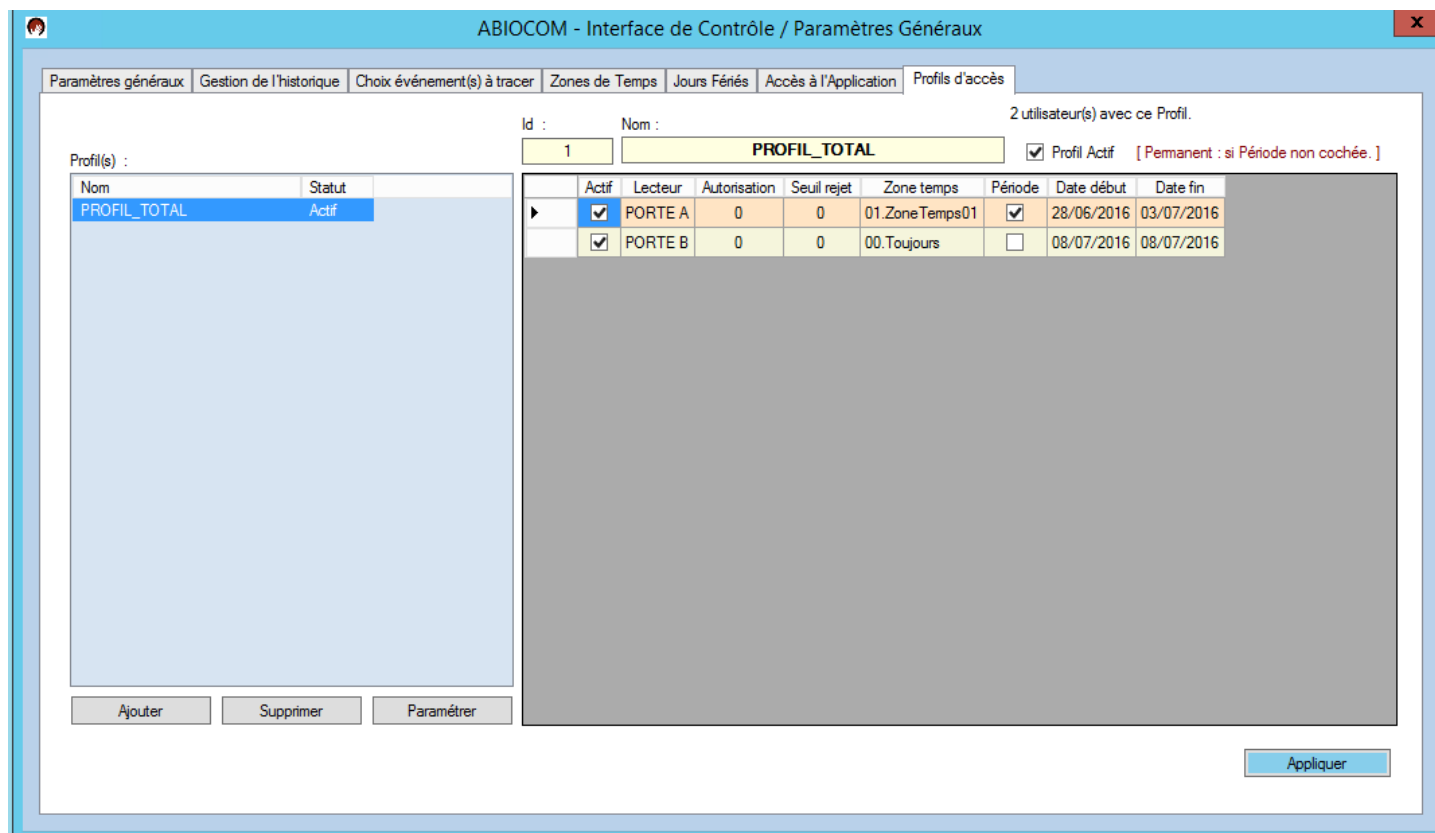 ABIOCOM - Interface de Contrôle / Paramètres Généraux
x
Paramètres généraux Gestion de l'historique Choix événement(s) à tracer Zones de Temps Jours Fériés Accès à l'Application Profils d'accès
2 utilisateur(s) avec ce Profil.
Id : Nom :
1 PROFIL_TOTAL Profil Actif [ Permanent : si Période non cochée. ]
Profil(s) :
Nom Statut
PROFIL_TOTAL Actif
Actif Lecteur Autorisation Seuil rejet Zone temps Période Date début Date fin
PORTE A 0 0 01.ZoneTemps01 28/06/2016 03/07/2016
PORTE B 0 0 00.Toujours 08/07/2016 08/07/2016
Ajouter Supprimer Paramétrer
Appliquer